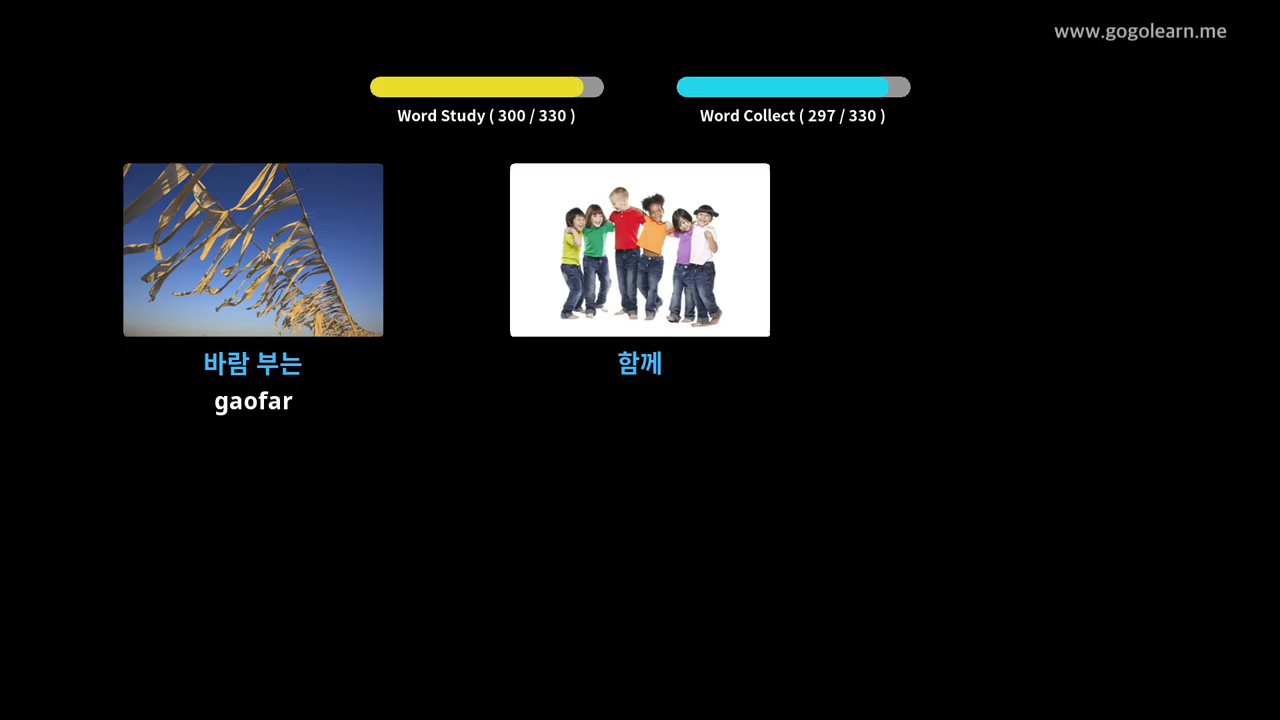 www.gogolearn.me
Word Study ( 300 / 330 )
Word Collect ( 297 / 330 )
바람 부는
gaofar
함께